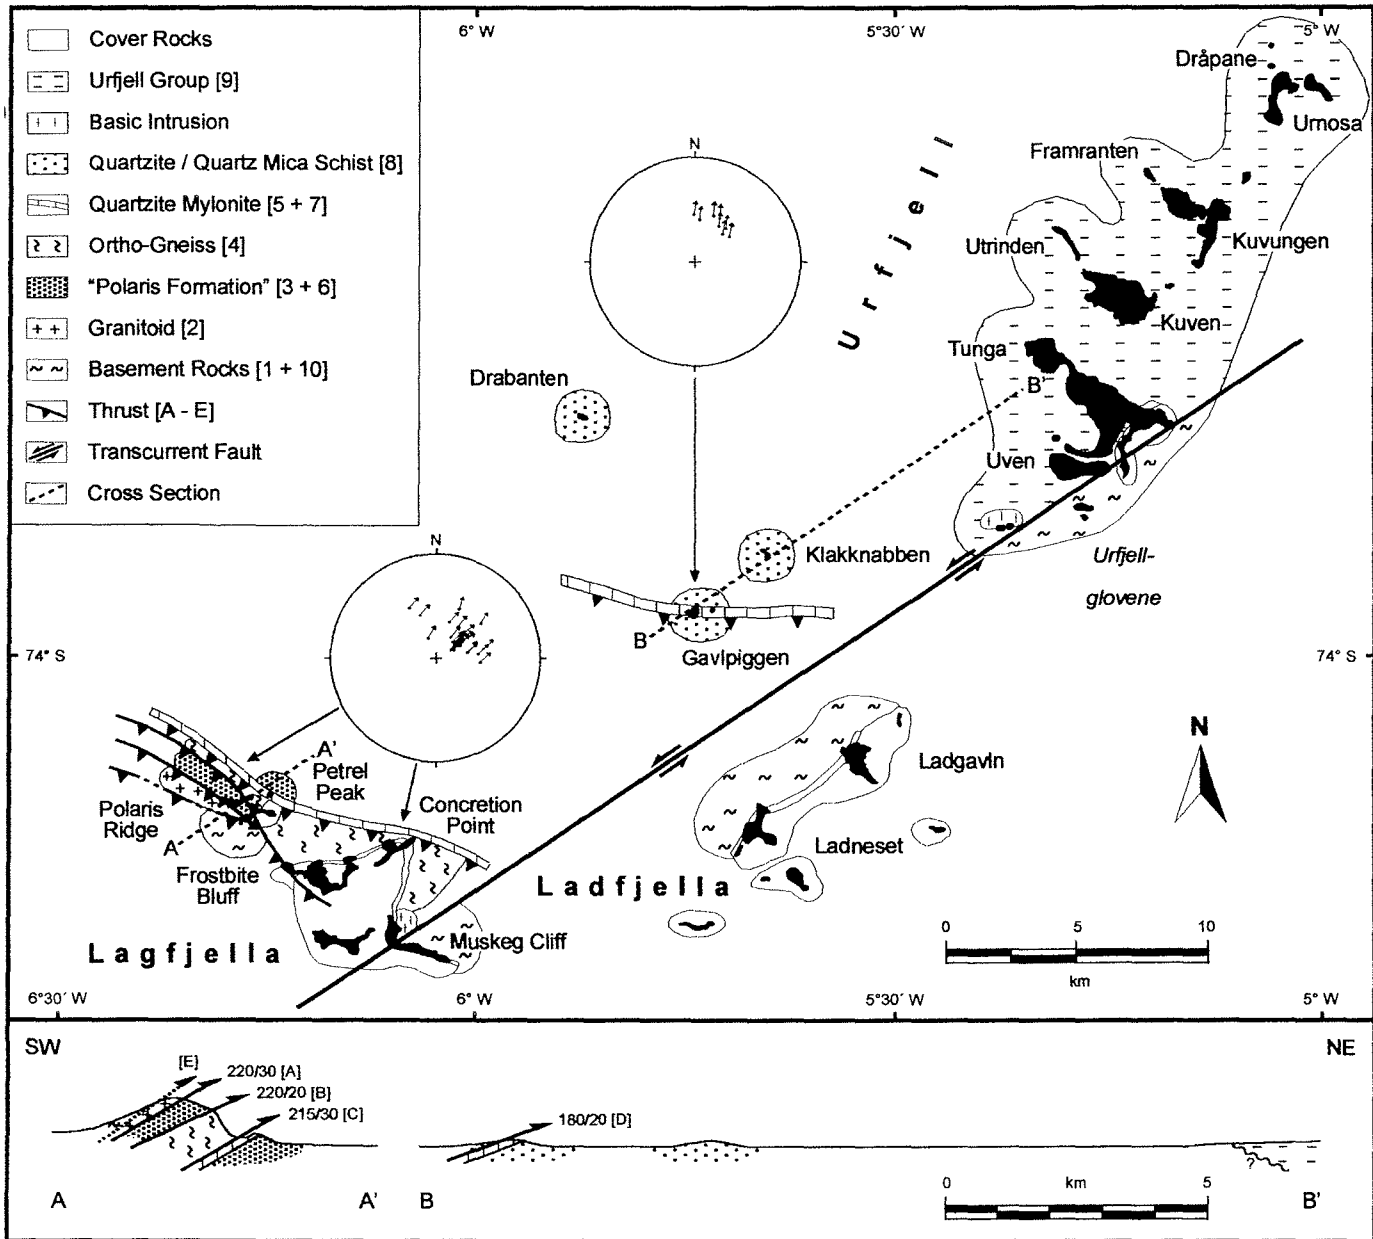 6° W
5°30´ W
5° W
Cover Rocks
Urfjell Group [9]
Basic Intrusion
Quartzite / Quartz Mica Schist [8]
Quartzite Mylonite [5 + 7]
Ortho-Gneiss [4]
"Polaris Formation" [3 + 6]
Granitoid [2]
Basement Rocks [1 + 10]
Thrust [A - E]
Transcurrent Fault
Cross Section
Dråpane
Urnosa
Framranten
Kuvungen
Utrinden
Kuven
Tunga
B'
Uven
Urfjell
N
Drabanten
Klakknabben
Urfjell-
glovene
B
Gavlpiggen
N
74° S
74° S
A'
Petrel
Peak
Polaris
Ridge
A
Concretion
Point
Frostbite
Bluff
Ladgavln
Ladneset
Ladfjella
N
Muskeg Cliff
Lagfjella
0 5 10
km
6°30´ W
6° W
5°30´ W
5° W
SW
NE
[E]
220/30 [A]
220/20 [B]
215/30 [C]
180/20 [D]
?
0 km 5
A
A'
B
B'